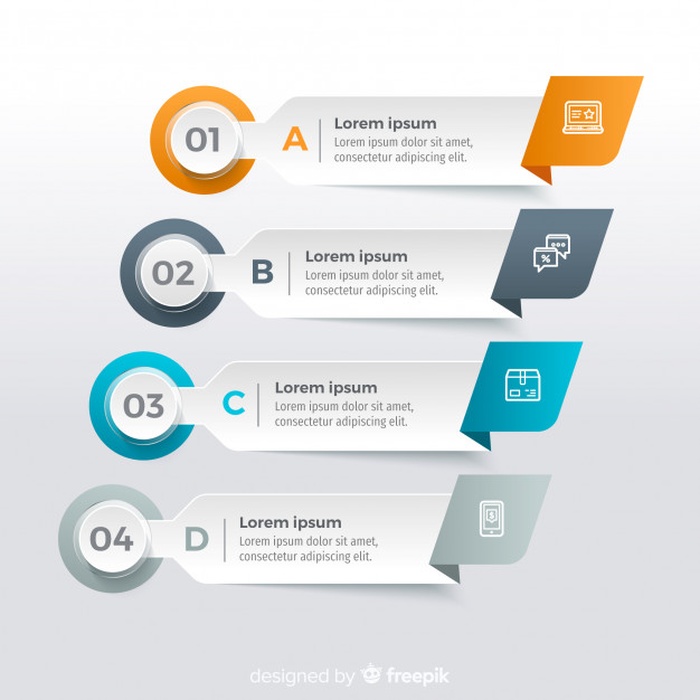 01
A
Lorem ipsum
Lorem ipsum dolor sit amet,
consectetur adipiscing elit.
02
B
Lorem ipsum
Lorem ipsum dolor sit amet,
consectetur adipiscing elit.
%
03
C
Lorem ipsum
Lorem ipsum dolor sit amet,
consectetur adipiscing elit.
04
D
Lorem ipsum
Lorem ipsum dolor sit amet,
consectetur adipiscing elit.
$
designed by freepik